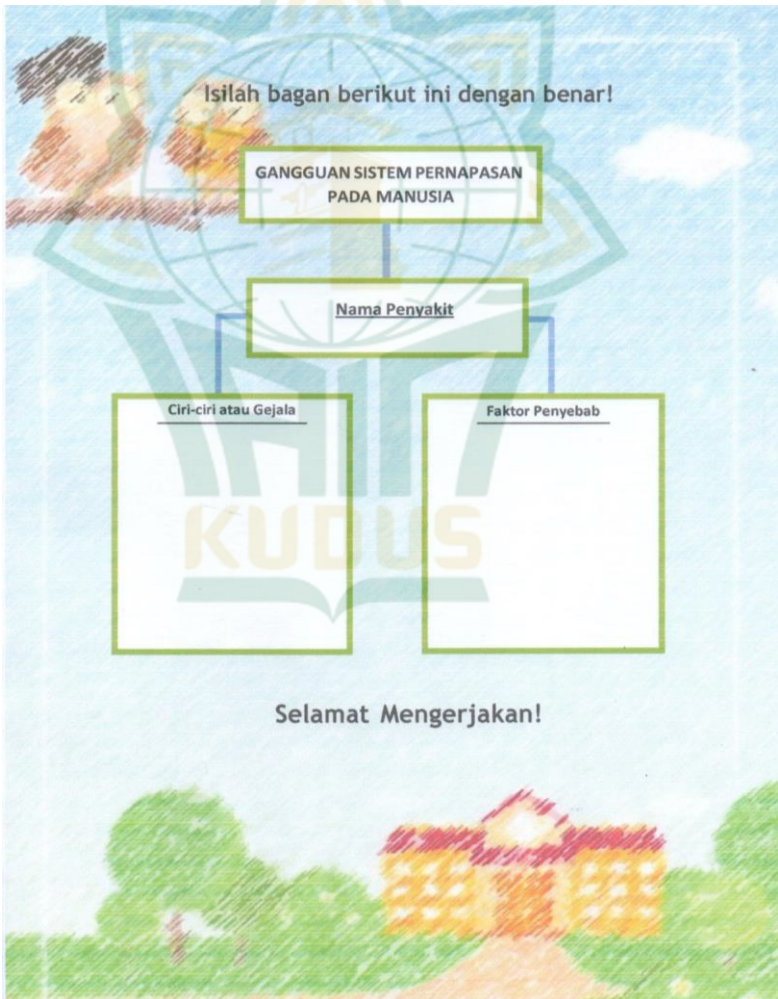 Isilah bagan berikut ini dengan benar!
GANGGUAN SISTEM PERNAPASAN
PADA MANUSIA
Nama Penyakit
Ciri-ciri atau Gejala
Faktor Penyebab
KUDUS
Selamat Mengerjakan!